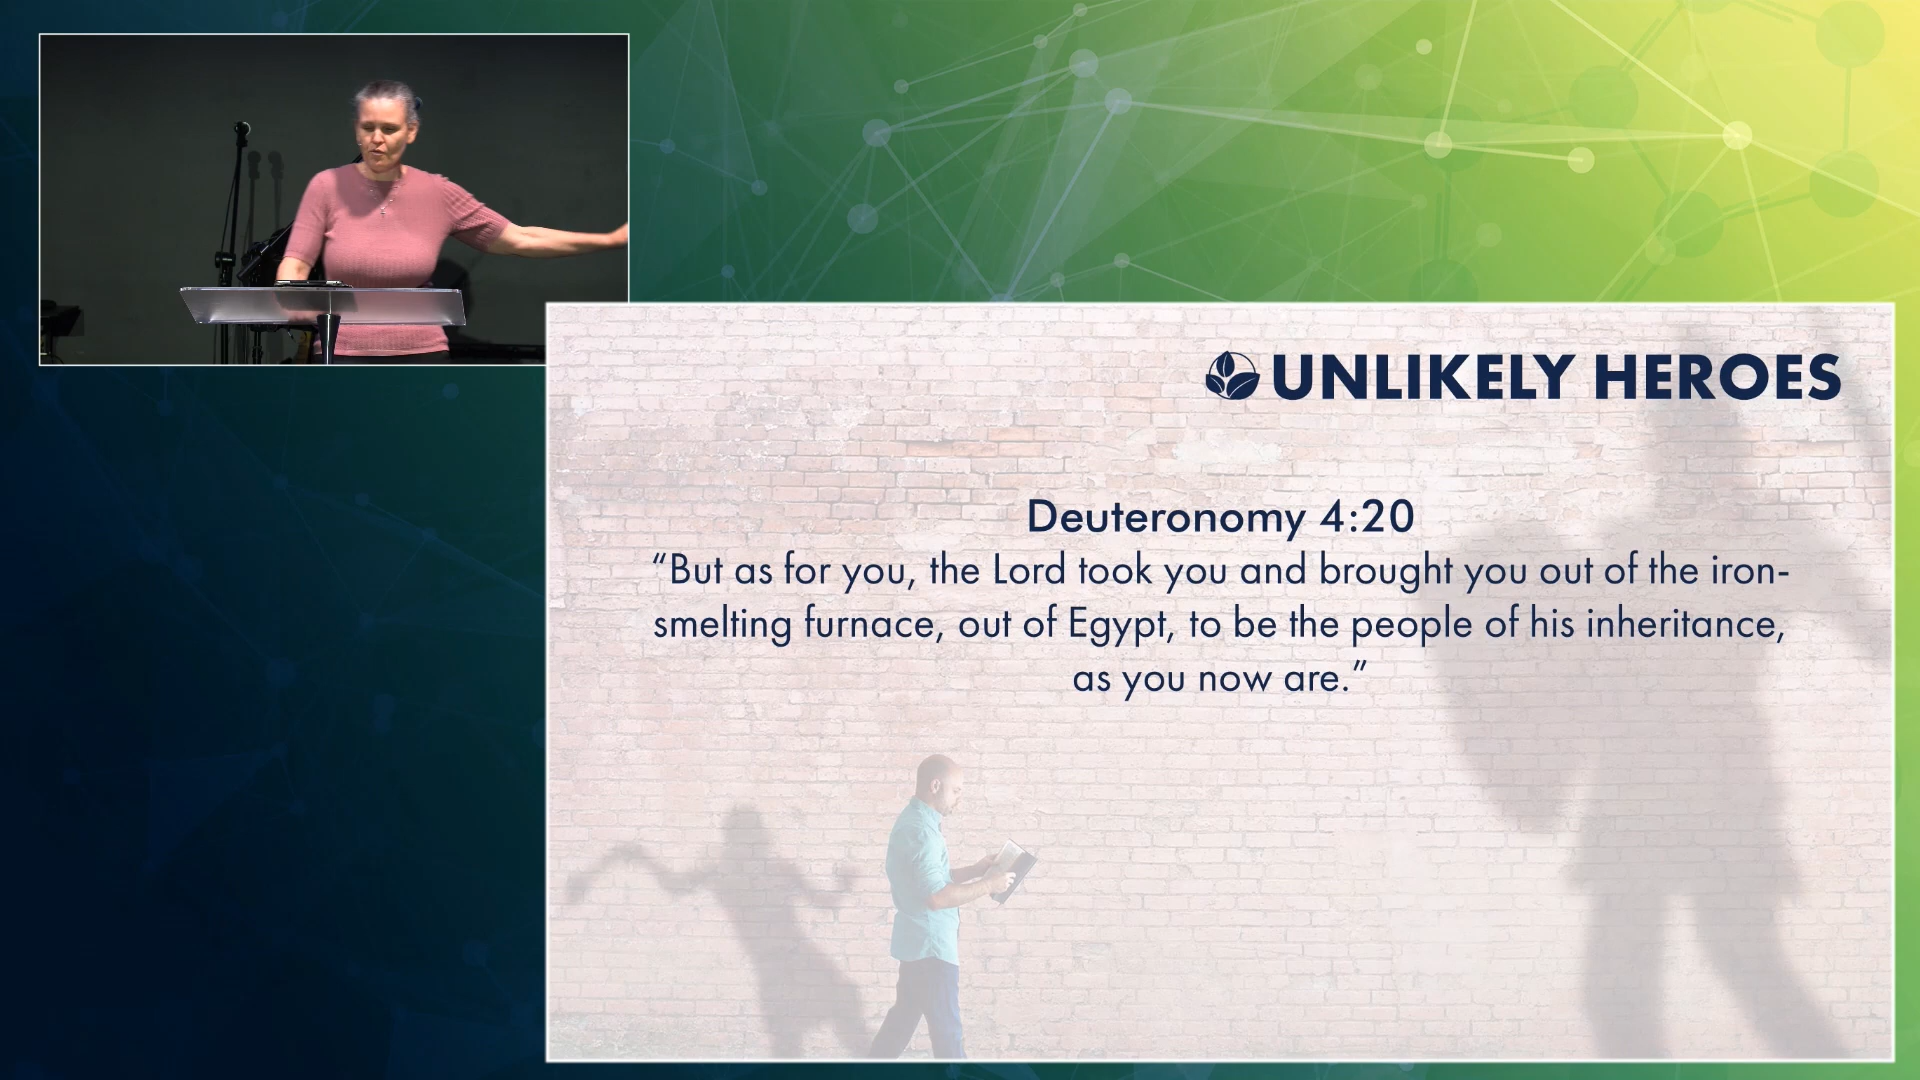 UNLIKELY HEROES
Deuteronomy 4:20
“But as for you, the Lord took you and brought you out of the iron-
smelting furnace, out of Egypt, to be the people of his inheritance,
as you now are.”